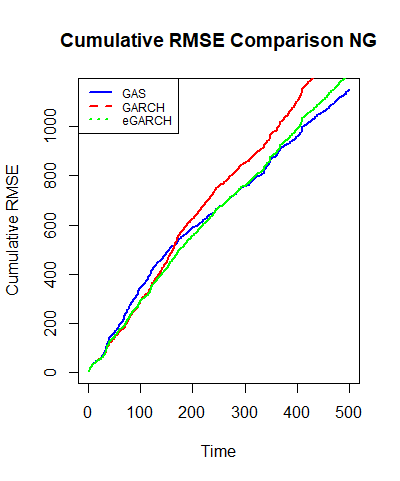 Cumulative RMSE Comparison NG
GAS
GARCH
eGARCH
Cumulative RMSE
1000
800
600
400
200
0
0 100 200 300 400 500
Time